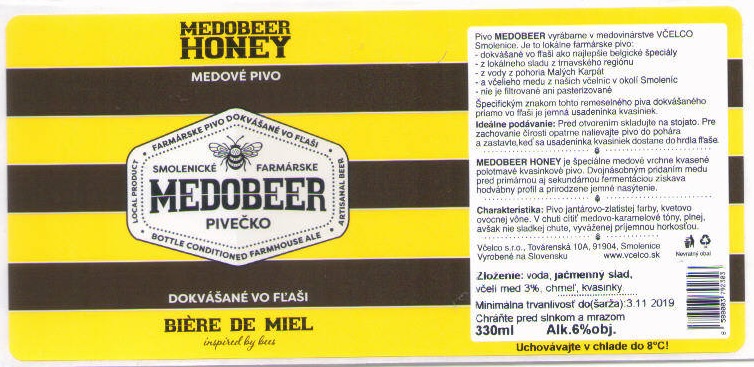 MEDOBEER
HONEY
MEDOVÉ PIVO
FARMÁRSKE PIVO DOKVÁŠANÉ VO FĽAŠI
LOCAL PRODUCT
ARTISANAL BEER
SMOLENICKÉ FARMÁRSKE
MEDOBEER
PIVEČKO
BOTTLE CONDITIONED FARMHOUSE ALE
DOKVÁŠANÉ VO FĽAŠI
BIÈRE DE MIEL
inspired by bees
Pivo MEDOBEER vyrábame v medovinárstve VČELCO
Smolenice. Je to lokálne farmárske pivo:
- dokvášané vo fľaši ako najlepšie belgické špeciály
- z lokálneho sladu z trnavského regiónu
- z vody z pohoria Malých Karpát
- a včelieho medu z našich včelníc v okolí Smoleníc
- nie je filtrované ani pasterizované
Špecifickým znakom tohto remeselného piva dokvášaného
priamo vo fľaši je jemná usadeninka kvasiniek.
Ideálne podávanie: Pred otvorením skladujte na stojato. Pre
zachovanie čírosti opatrne nalievajte pivo do pohára
a zastavte,keď sa usadeninka kvasiniek dostane do hrdla fľaše.
MEDOBEER HONEY je špeciálne medové vrchne kvasené
polotmavé kvasinkové pivo. Dvojnásobným pridaním medu
pred primárnou aj sekundárnou fermentáciou získava
hodvábny profil a prirodzene jemné nasýtenie.
Charakteristika: Pivo jantárovo-zlatistej farby, kvetovo
ovocnej vône. V chuti cítiť medovo-karamelové tóny, plnej,
avšak nie sladkej chute, vyváženej príjemnou horkosťou.
Včelco s.r.o., Továrenská 10A, 91904, Smolenice
Vyrobené na Slovensku www.vcelco.sk
Nevratný obal
Zloženie: voda, jačmenný slad,
včelí med 3%, chmeľ, kvasinky
Minimálna trvanlivosť do(šarža):3.11 2019
Chráňte pred slnkom a mrazom
330ml Alk.6%obj.
Uchovávajte v chlade do 8°C!